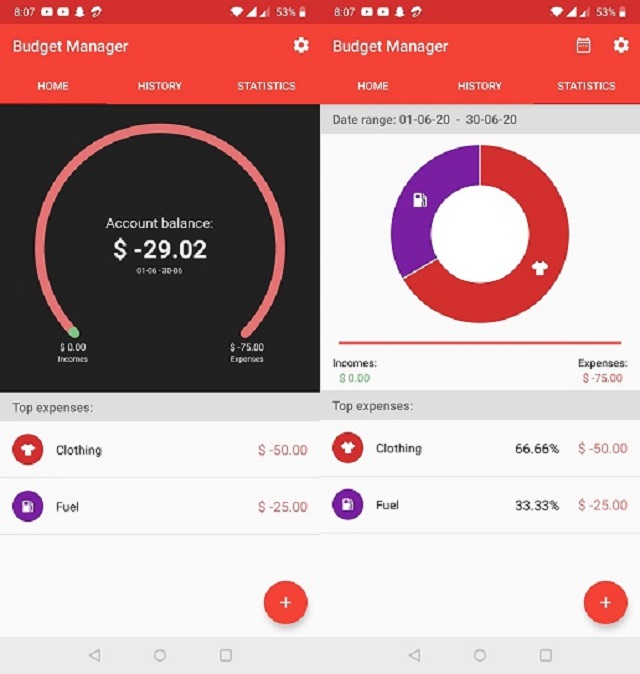 8:07
53%
Budget Manager
HOME HISTORY STATISTICS
Account balance:
$ -29.02
01-06 - 30-06
$ 0.00 $ -75.00
Incomes Expenses
Top expenses:
Clothing $ -50.00
Fuel $ -25.00
+
8:07
53%
Budget Manager
HOME HISTORY STATISTICS
Date range: 01-06-20 - 30-06-20
Incomes: Expenses:
$ 0.00 $ -75.00
Top expenses:
Clothing 66.66% $ -50.00
Fuel 33.33% $ -25.00
+